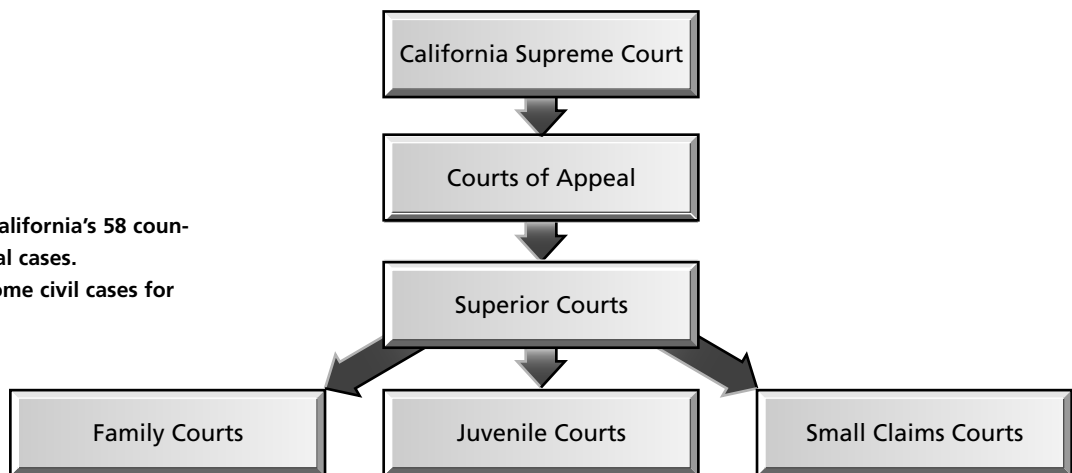 California Supreme Court
Courts of Appeal
alifornia's 58 coun-
al cases.
ome civil cases for
Superior Courts
Family Courts
Juvenile Courts
Small Claims Courts